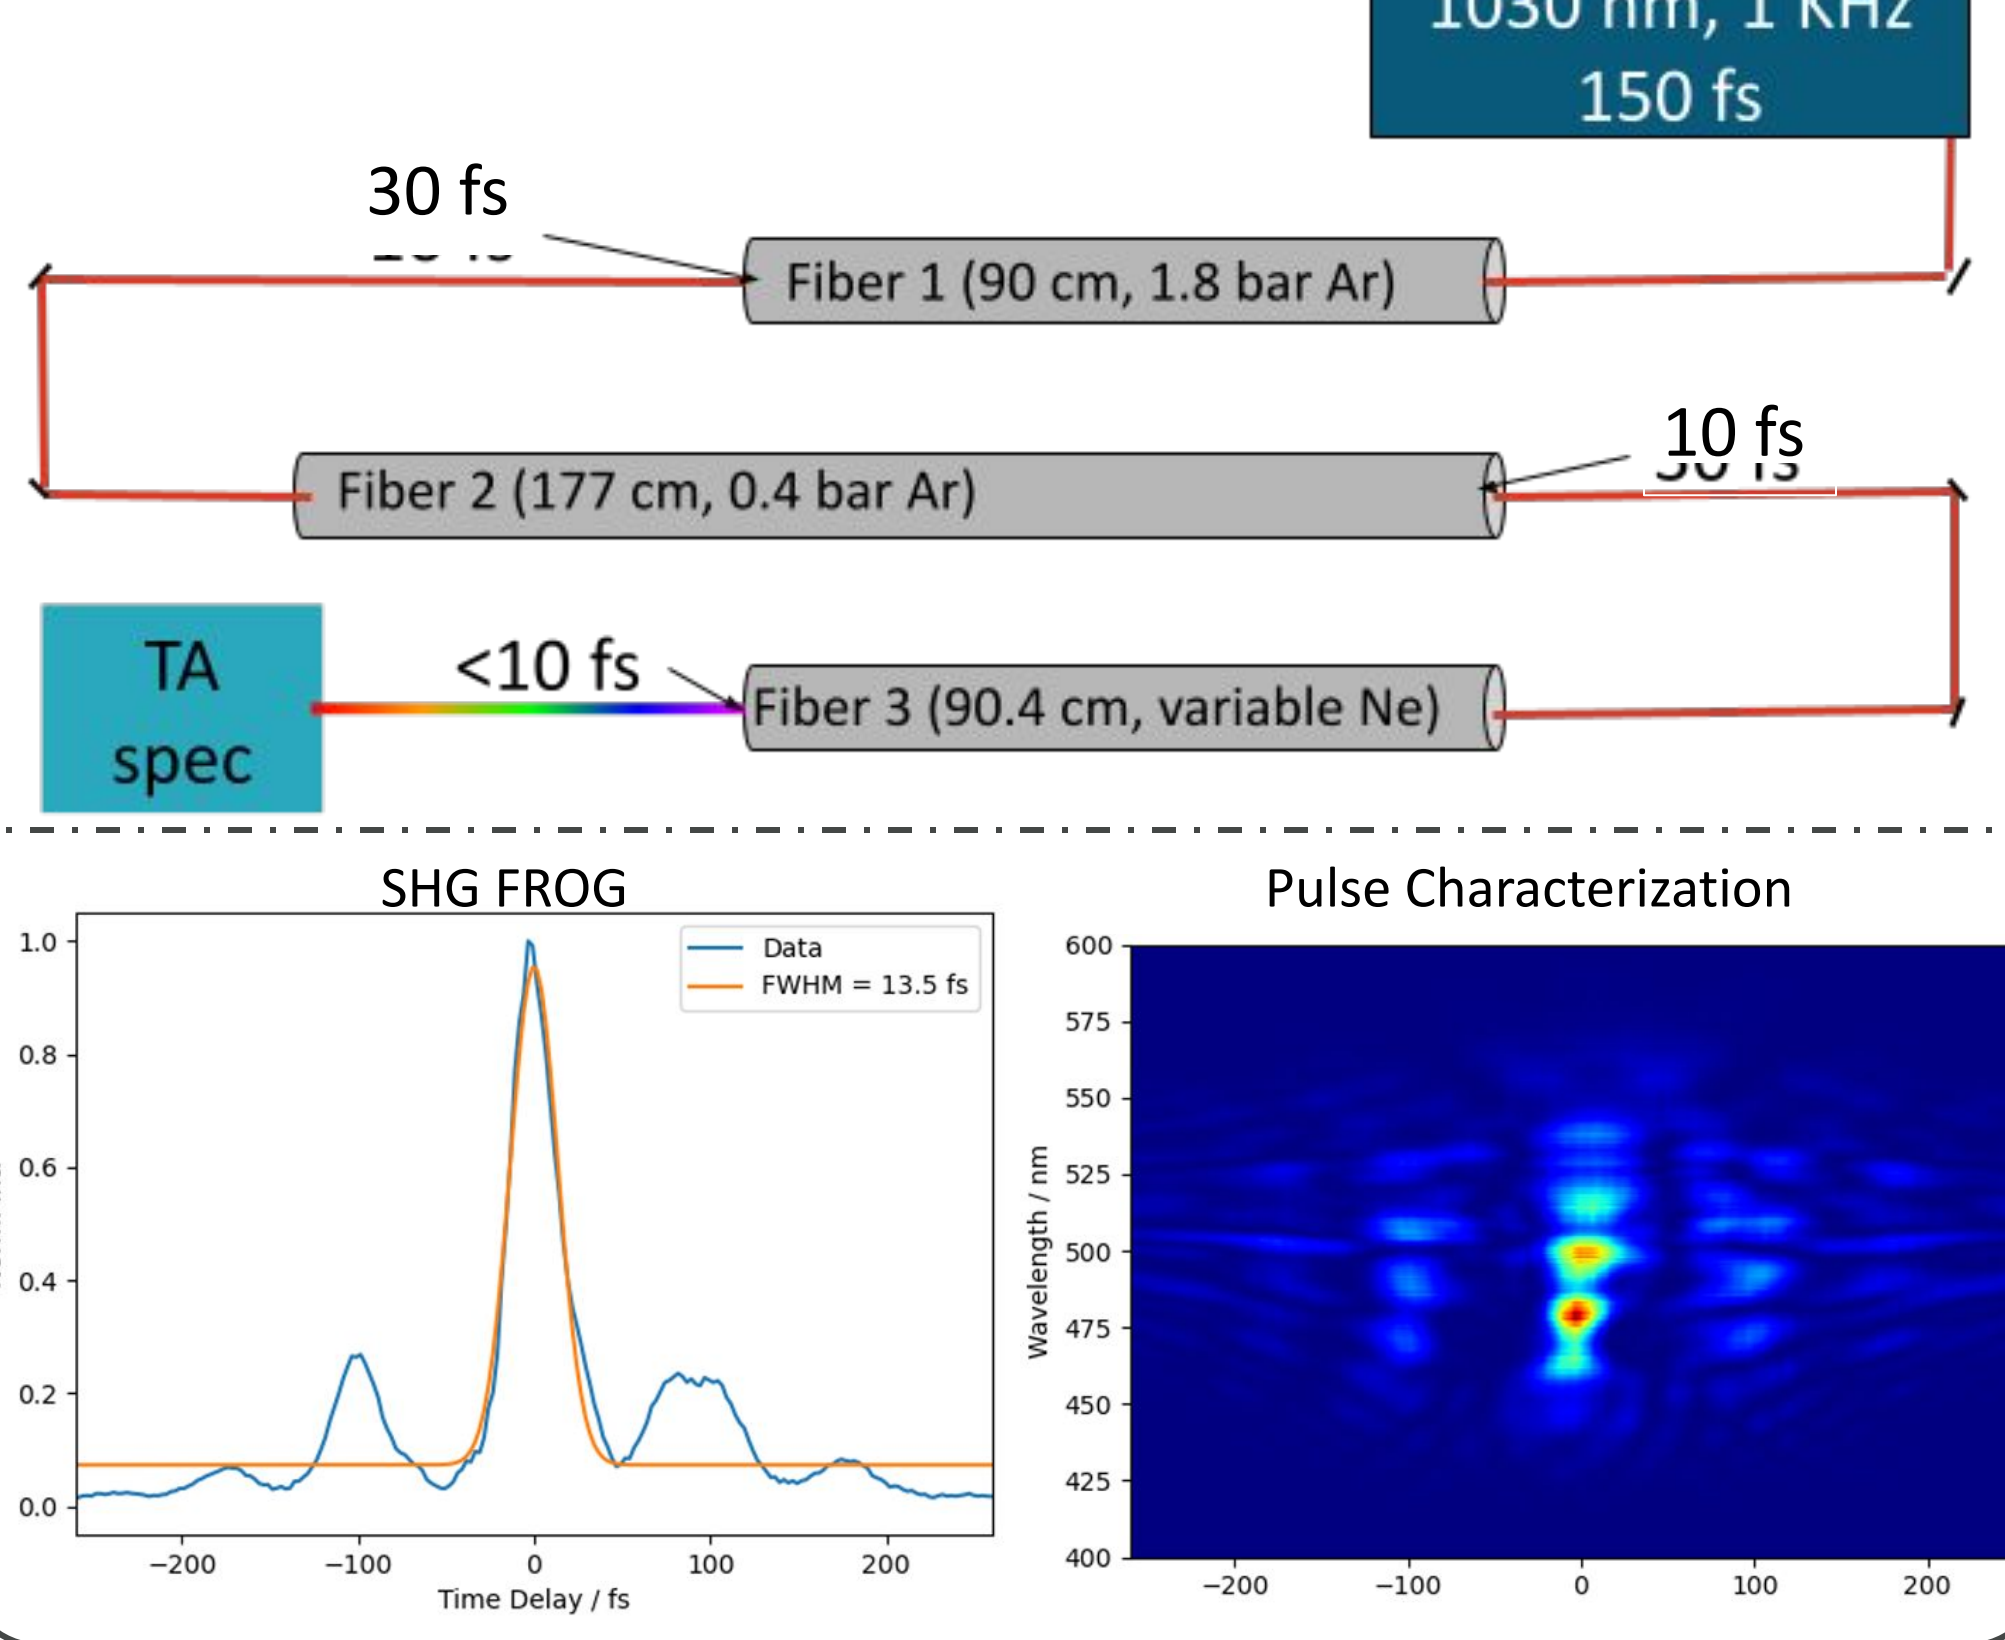 1030 nm, 1 KHz
150 fs
30 fs
Fiber 1 (90 cm, 1.8 bar Ar)
10 fs
Fiber 2 (177 cm, 0.4 bar Ar)
TA
spec
<10 fs
Fiber 3 (90.4 cm, variable Ne)
SHG FROG
1.0
0.8
0.6
0.4
0.2
0.0
Data
FWHM = 13.5 fs
−200
−100
0
100
200
Time Delay / fs
Pulse Characterization
Wavelength / nm
600
575
550
525
500
475
450
425
400
−200
−100
0
100
200